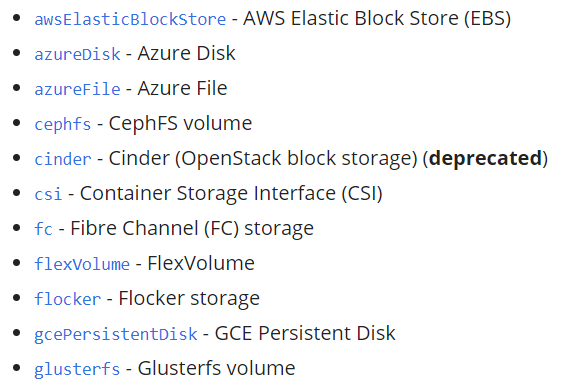 • awsElasticBlockStore - AWS Elastic Block Store (EBS)
• azureDisk - Azure Disk
• azureFile - Azure File
• cephfs - CephFS volume
• cinder - Cinder (OpenStack block storage) (deprecated)
• csi - Container Storage Interface (CSI)
• fc - Fibre Channel (FC) storage
• flexVolume - FlexVolume
• flocker - Flocker storage
• gcePersistentDisk - GCE Persistent Disk
• glusterfs - Glusterfs volume